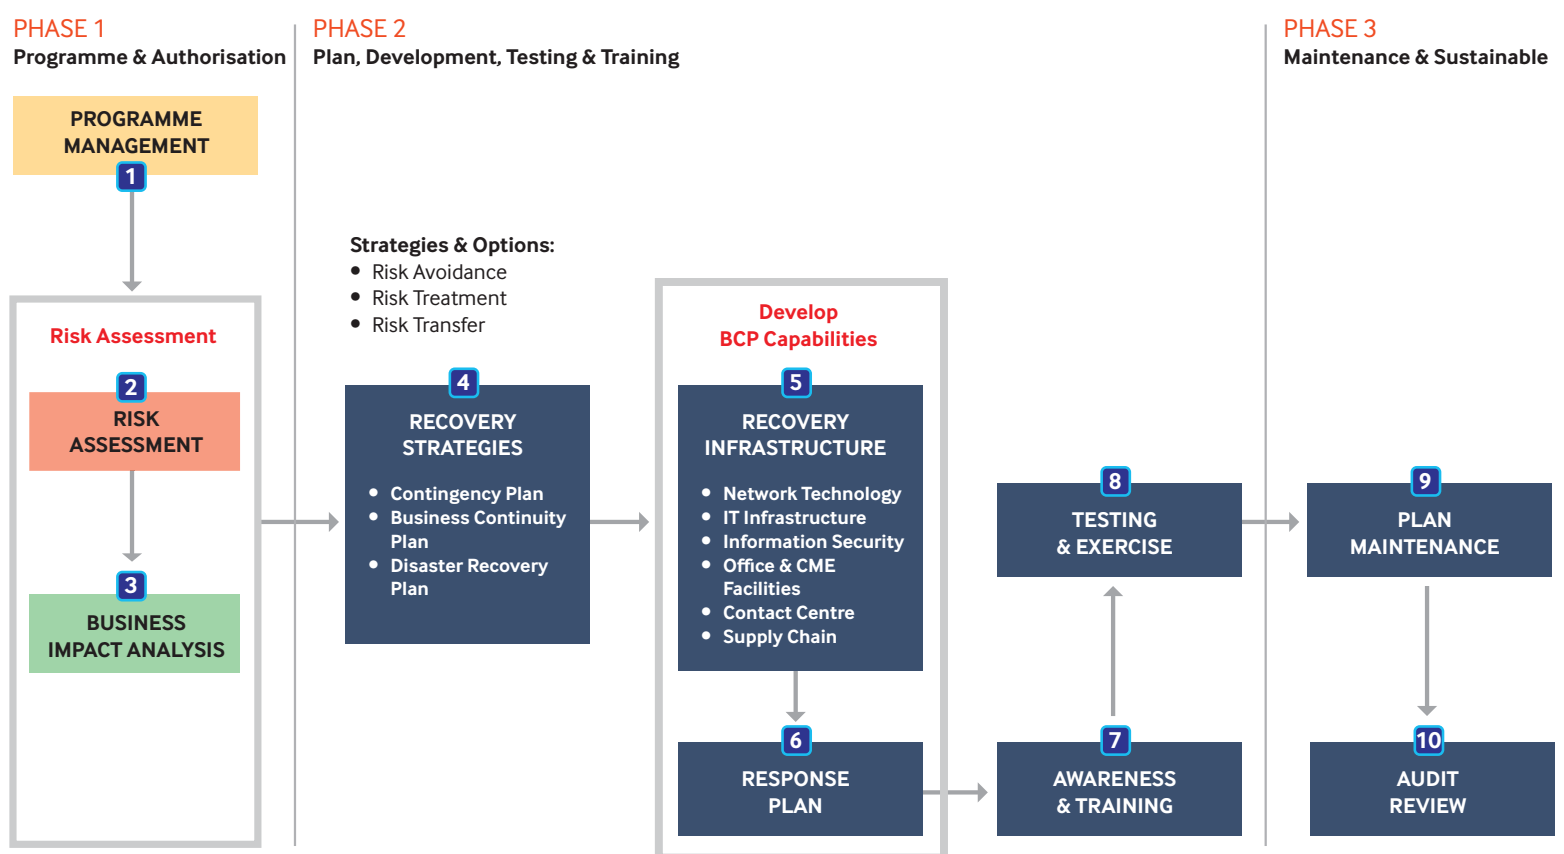 PHASE 1
Programme & Authorisation
PROGRAMME
MANAGEMENT
1
Risk Assessment
2
RISK
ASSESSMENT
3
BUSINESS
IMPACT ANALYSIS
PHASE 2
Plan, Development, Testing & Training
Strategies & Options:
• Risk Avoidance
• Risk Treatment
• Risk Transfer
4
RECOVERY
STRATEGIES
• Contingency Plan
• Business Continuity
Plan
• Disaster Recovery
Plan
Develop
BCP Capabilities
5
RECOVERY
INFRASTRUCTURE
• Network Technology
• IT Infrastructure
• Information Security
• Office & CME
Facilities
• Contact Centre
• Supply Chain
6
RESPONSE
PLAN
7
AWARENESS
& TRAINING
8
TESTING
& EXERCISE
PHASE 3
Maintenance & Sustainable
9
PLAN
MAINTENANCE
10
AUDIT
REVIEW